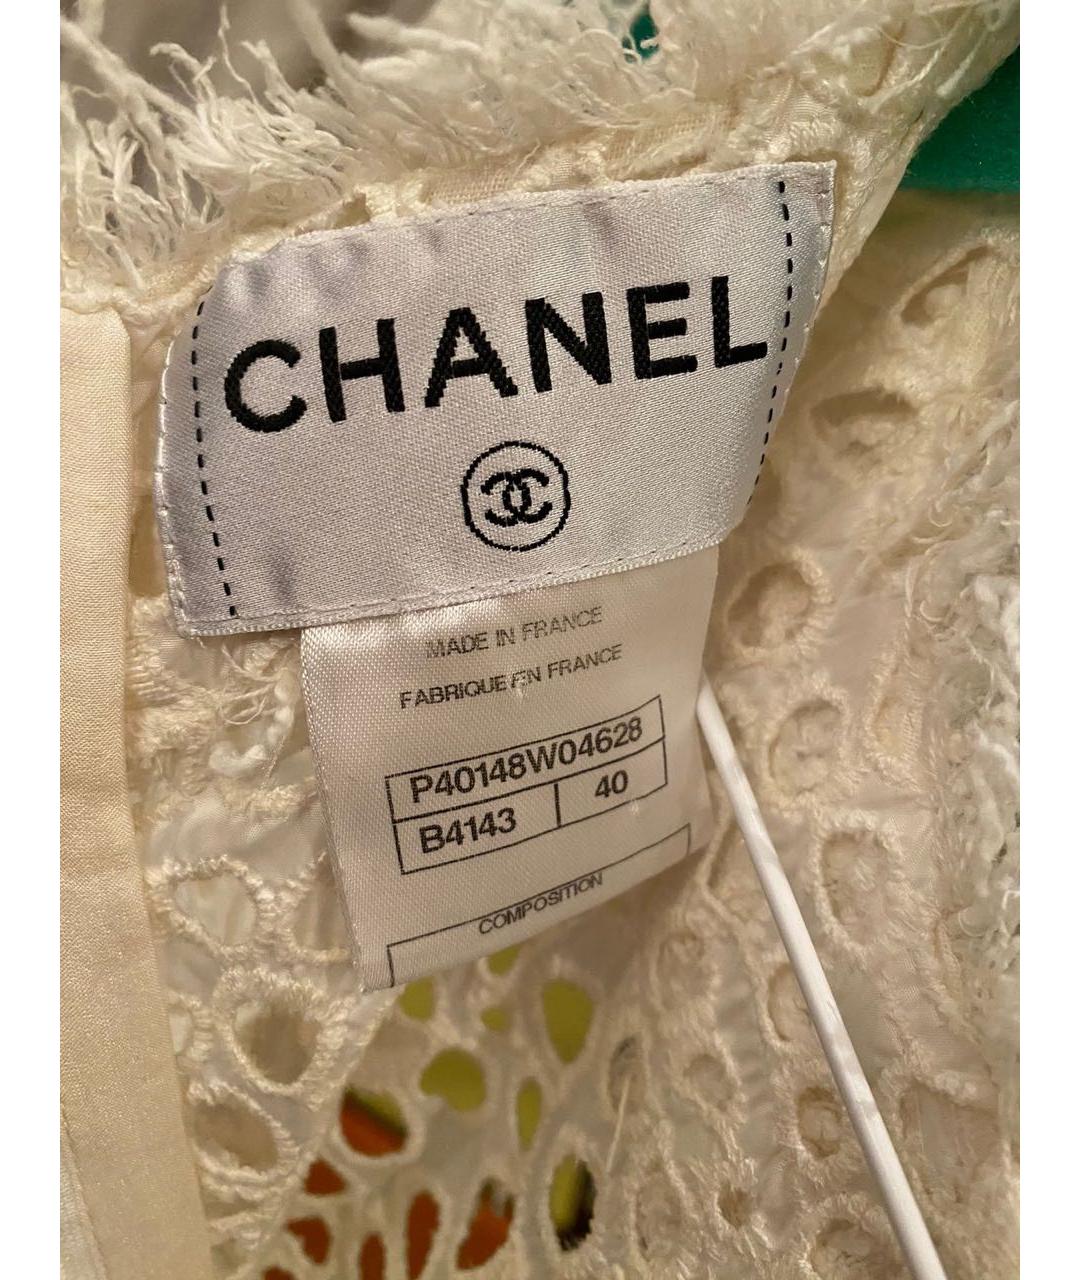 CHANEL
MADE IN FRANCE
FABRIQUE EN FRANCE
P40148W04628
B4143 40
COMPOSITION